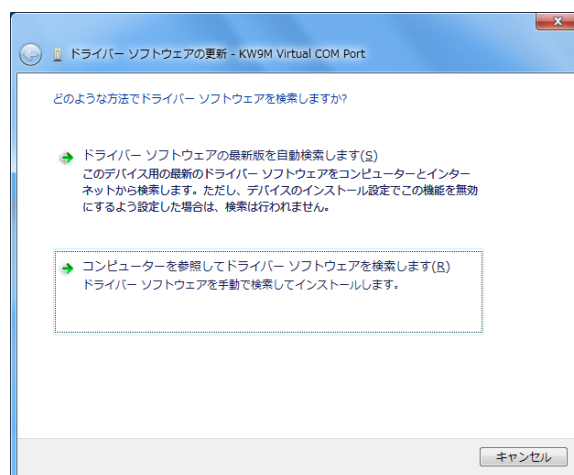 ドライバー ソフトウェアの更新 - KW9M Virtual COM Port
どのような方法でドライバー ソフトウェアを検索しますか?
ドライバー ソフトウェアの最新版を自動検索します(S)
このデバイス用の最新のドライバー ソフトウェアをコンピューターとインター
ネットから検索します。ただし、デバイスのインストール設定でこの機能を無効
にするよう設定した場合は、検索は行われません。
コンピューターを参照してドライバー ソフトウェアを検索します(R)
ドライバー ソフトウェアを手動で検索してインストールします。
キャンセル